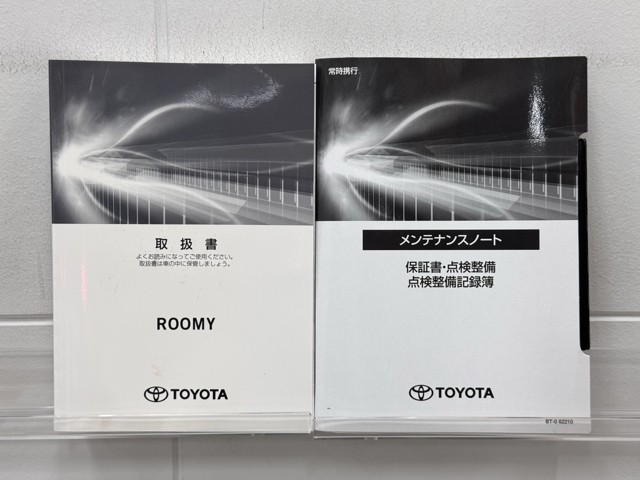 取扱書
よくお読みになってご使用ください。
取扱書は車の中に保管しましょう。
ROOMY
TOYOTA
常時携行
メンテナンスノート
保証書・点検整備
点検整備記録簿
TOYOTA
BT-0 62210